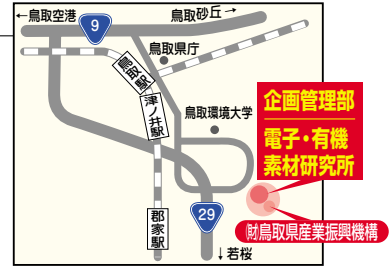 ←鳥取空港
鳥取砂丘→
9
鳥取県庁
鳥取駅
津ノ井駅
鳥取環境大学
企画管理部
電子・有機
素材研究所
郡家駅
29
㈶鳥取県産業振興機構
↓若桜